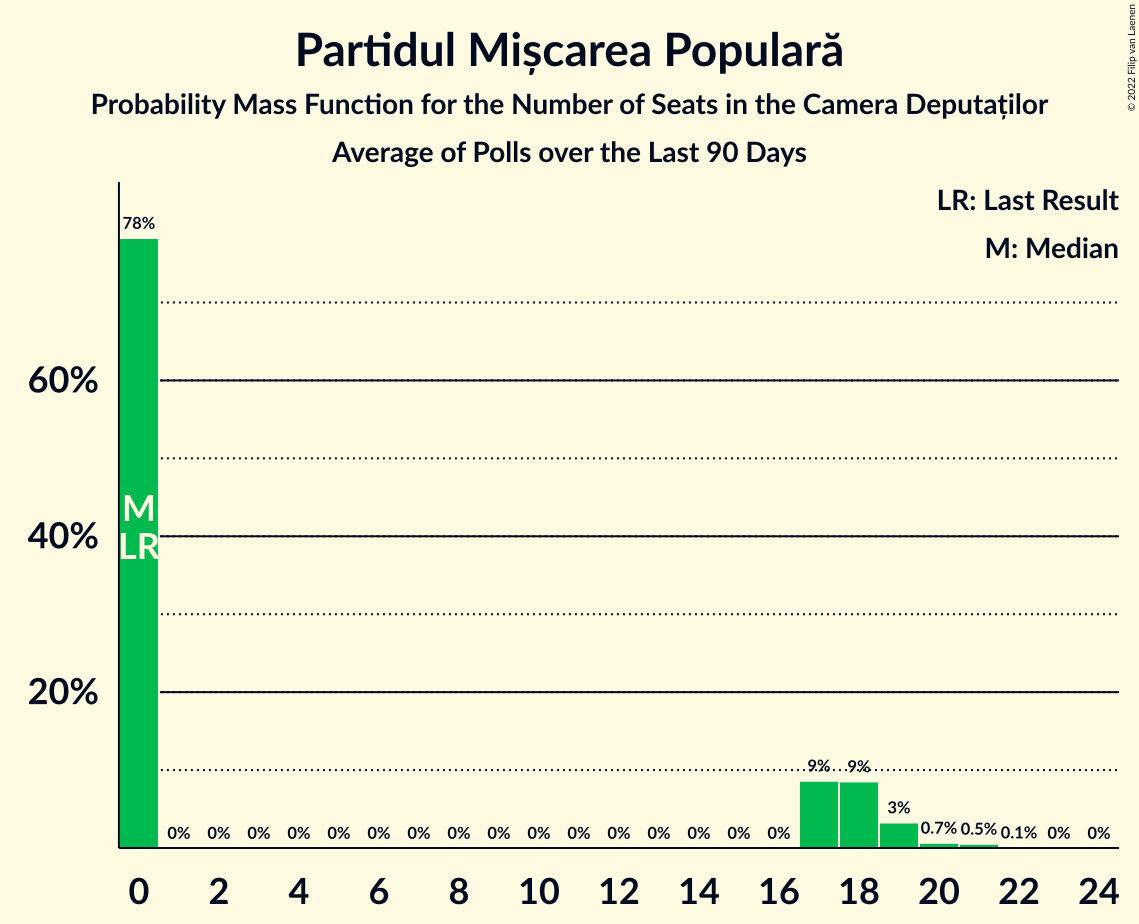 Partidul Mișcarea Populară
Probability Mass Function for the Number of Seats in the Camera Deputaților
Average of Polls over the Last 90 Days
© 2022 Filip van Laenen
LR: Last Result
M: Median
78%
60%
40%
20%
M
LR
0% 0% 0% 0% 0% 0% 0% 0% 0% 0% 0% 0% 0% 0% 0% 0% 9% 9% 3% 0.7% 0.5% 0.1% 0% 0%
0 2 4 6 8 10 12 14 16 18 20 22 24